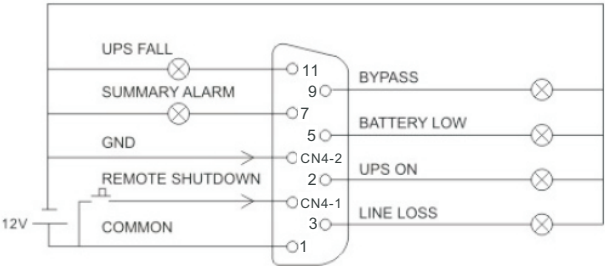 UPS FALL
11
9
BYPASS
SUMMARY ALARM
7
5
BATTERY LOW
GND
CN4-2
2
UPS ON
REMOTE SHUTDOWN
CN4-1
3
LINE LOSS
12V
COMMON
1